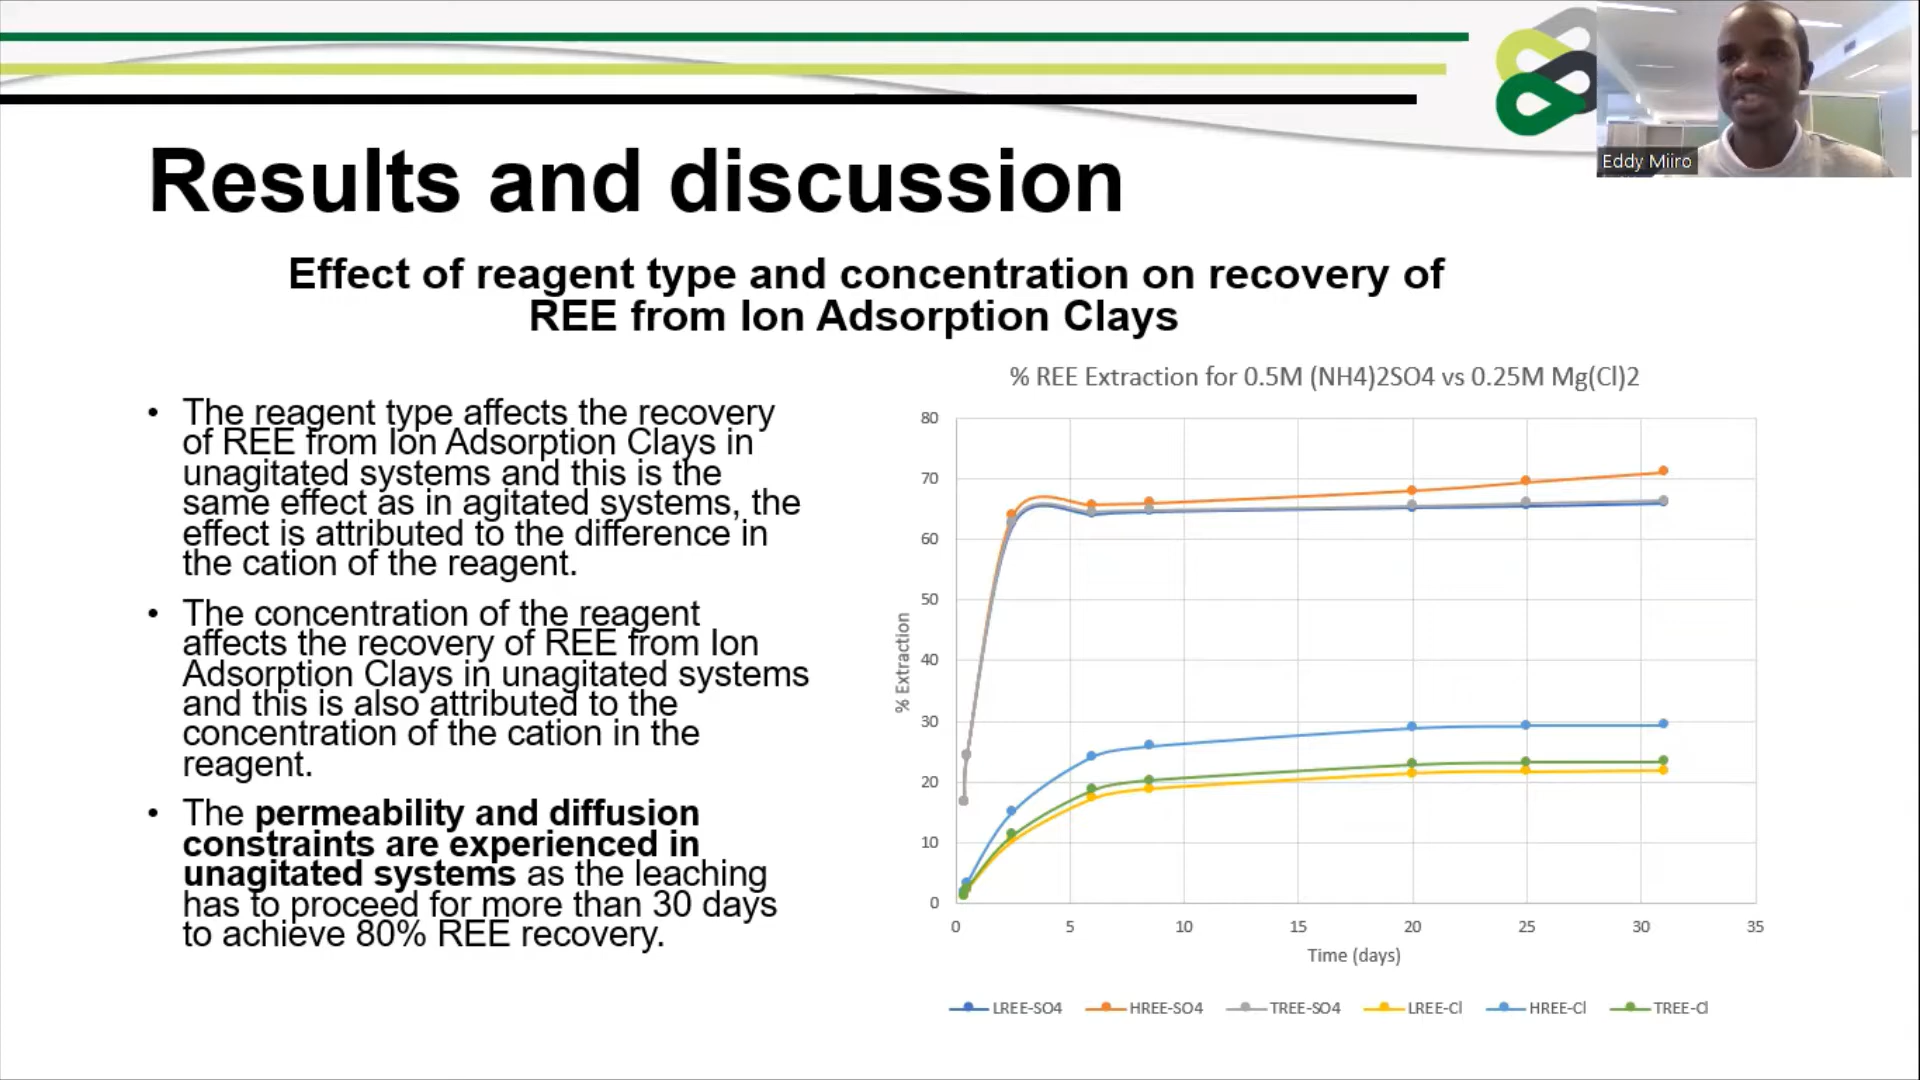 Eddy Miiro
Results and discussion
Effect of reagent type and concentration on recovery of
REE from Ion Adsorption Clays
• The reagent type affects the recovery
of REE from Ion Adsorption Clays in
unagitated systems and this is the
same effect as in agitated systems, the
effect is attributed to the difference in
the cation of the reagent.
• The concentration of the reagent
affects the recovery of REE from Ion
Adsorption Clays in unagitated systems
and this is also attributed to the
concentration of the cation in the
reagent.
• The permeability and diffusion
constraints are experienced in
unagitated systems as the leaching
has to proceed for more than 30 days
to achieve 80% REE recovery.
% REE Extraction for 0.5M (NH4)2SO4 vs 0.25M Mg(Cl)2
80
70
60
50
40
30
20
10
0
% Extraction
0 5 10 15 20 25 30 35
Time (days)
LREE-SO4 HREE-SO4 TREE-SO4 LREE-Cl HREE-Cl TREE-Cl